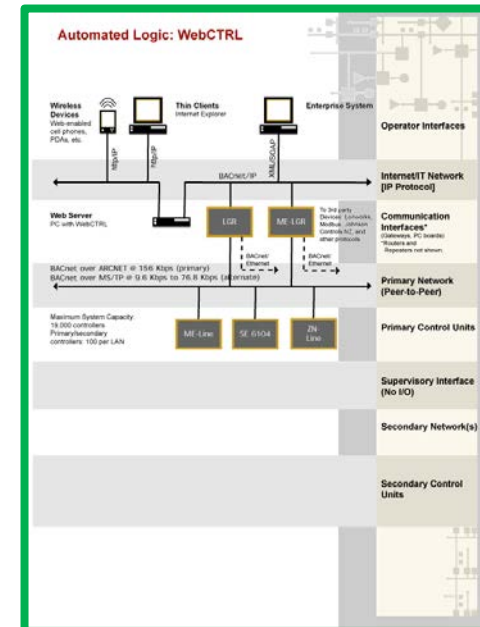 Automated Logic: WebCTRL
Wireless
Devices
Web-enabled
cell phones,
PDAs, etc.
Thin Clients
Internet Explorer
Enterprise System
Operator Interfaces
http/IP
http/IP
XML/SOAP
BACnet/IP
Internet/IT Network
[IP Protocol]
Web Server
PC with WebCTRL
LGR
ME-LGR
To 3rd party
Devices: Lonworks,
Modbus, Johnson
Controls N2, and
other protocols
Communication
Interfaces*
(Gateways, PC boards)
*Routers and
Repeaters not shown.
BACnet/
Ethernet
BACnet/
Ethernet
BACnet over ARCNET @ 156 Kbps (primary)
BACnet over MS/TP @ 9.6 Kbps to 76.8 Kbps (alternate)
Primary Network
(Peer-to-Peer)
Maximum System Capacity:
19,000 controllers
Primary/secondary
controllers: 100 per LAN
ME-Line
SE 6104
ZN-
Line
Primary Control Units
Supervisory Interface
(No I/O)
Secondary Network(s)
Secondary Control
Units